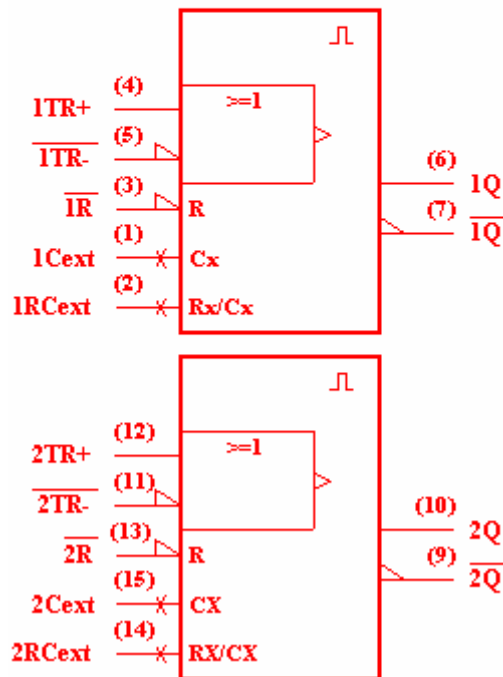 (4)
1TR+
>=1
(5)
1TR-
(6)
1Q
(3)
1R
R
(7)
1Q
(1)
1Cext
Cx
(2)
1RCext
Rx/Cx
(12)
2TR+
>=1
(11)
2TR-
(10)
2Q
(13)
2R
R
(9)
2Q
(15)
2Cext
CX
(14)
2RCext
RX/CX